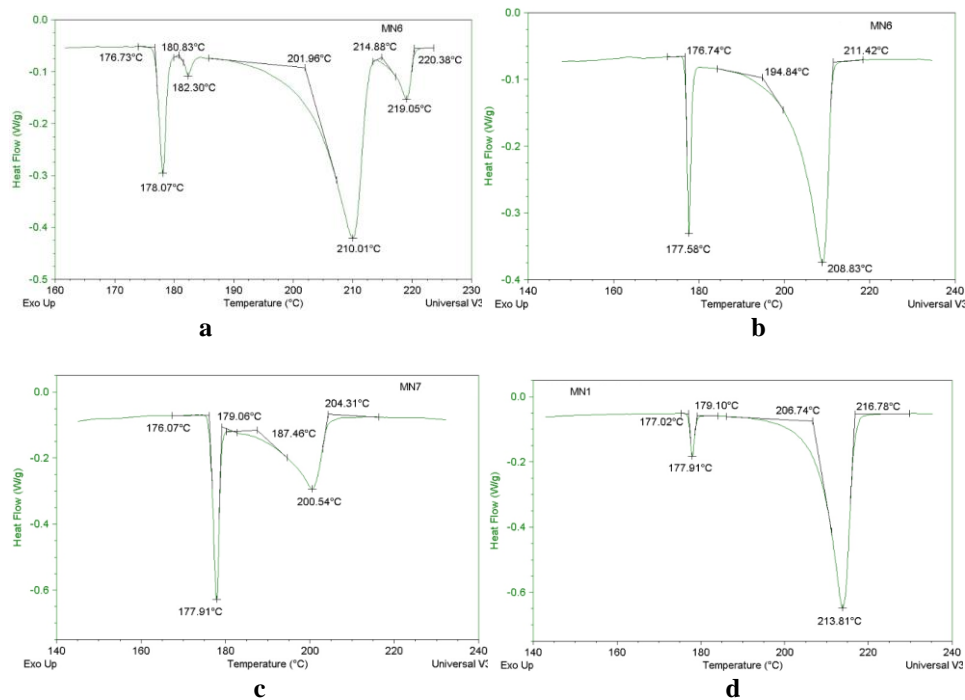 0.0
-0.1
-0.2
-0.3
-0.4
-0.5
Heat Flow (W/g)
MN6
176.73°C
180.83°C
182.30°C
178.07°C
201.96°C
210.01°C
214.88°C
220.38°C
219.05°C
160
170
180
190
200
210
220
230
Exo Up
Temperature (°C)
Universal V3
a
0.0
-0.1
-0.2
-0.3
-0.4
Heat Flow (W/g)
MN6
176.74°C
177.58°C
194.84°C
211.42°C
208.83°C
140
160
180
200
220
240
Exo Up
Temperature (°C)
Universal V3
b
0.0
-0.2
-0.4
-0.6
Heat Flow (W/g)
MN7
176.07°C
179.06°C
187.46°C
204.31°C
200.54°C
177.91°C
140
160
180
200
220
240
Exo Up
Temperature (°C)
Universal V3
c
0.0
-0.2
-0.4
-0.6
Heat Flow (W/g)
MN1
177.02°C
179.10°C
206.74°C
216.78°C
177.91°C
213.81°C
140
160
180
200
220
240
Exo Up
Temperature (°C)
Universal V3
d